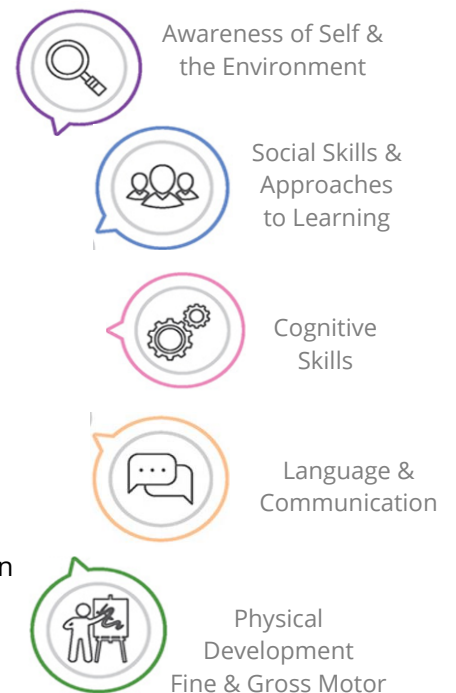 Awareness of Self &
the Environment
Social Skills &
Approaches
to Learning
Cognitive
Skills
Language &
Communication
n
Physical
Development
Fine & Gross Motor